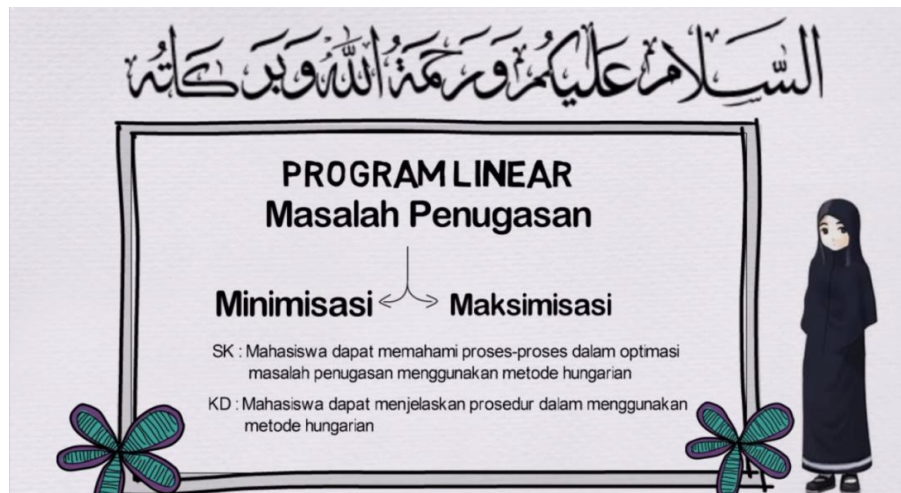 السَّلَامُ عَلَيْكُمْ وَرَحْمَةُ اللهِ وَبَرَكَاتُهُ
PROGRAM LINEAR
Masalah Penugasan
Minimisasi Maksimisasi
SK : Mahasiswa dapat memahami proses-proses dalam optimasi
masalah penugasan menggunakan metode hungarian
KD : Mahasiswa dapat menjelaskan prosedur dalam menggunakan
metode hungarian